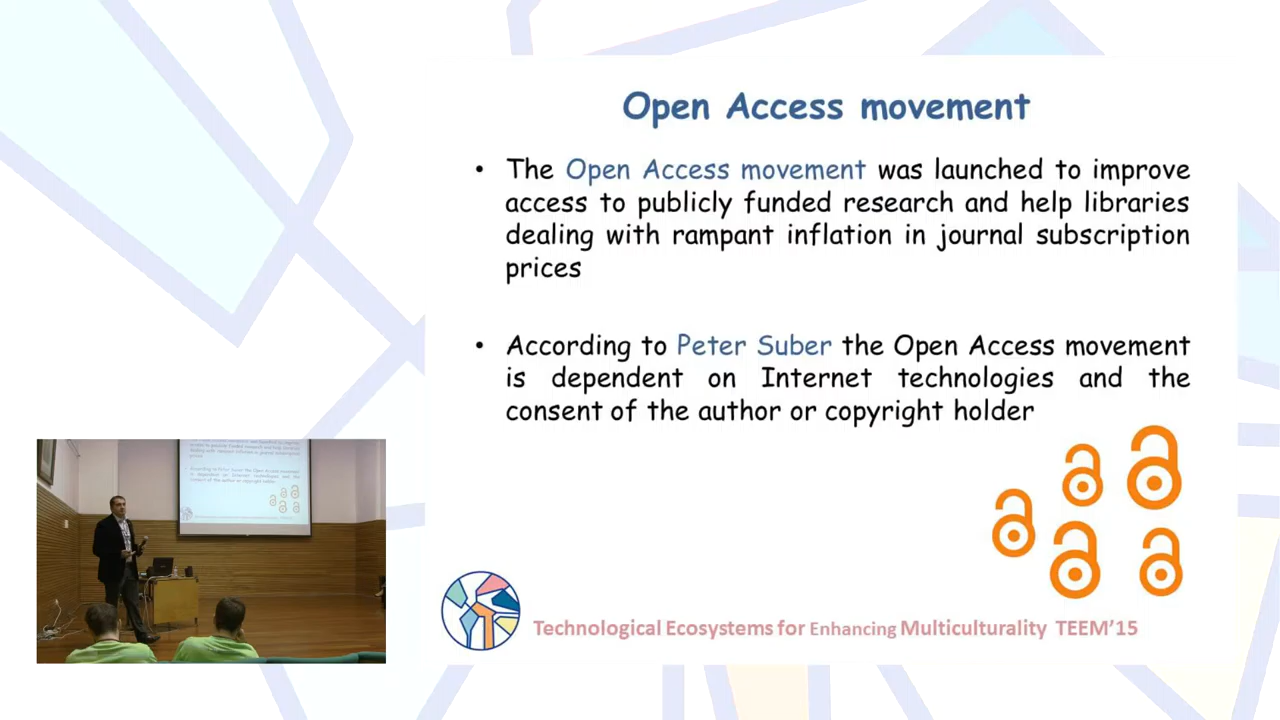 Open Access movement
• The Open Access movement was launched to improve
access to publicly funded research and help libraries
dealing with rampant inflation in journal subscription
prices
• According to Peter Suber the Open Access movement
is dependent on Internet technologies and the
consent of the author or copyright holder
Technological Ecosystems for Enhancing Multiculturality TEEM'15